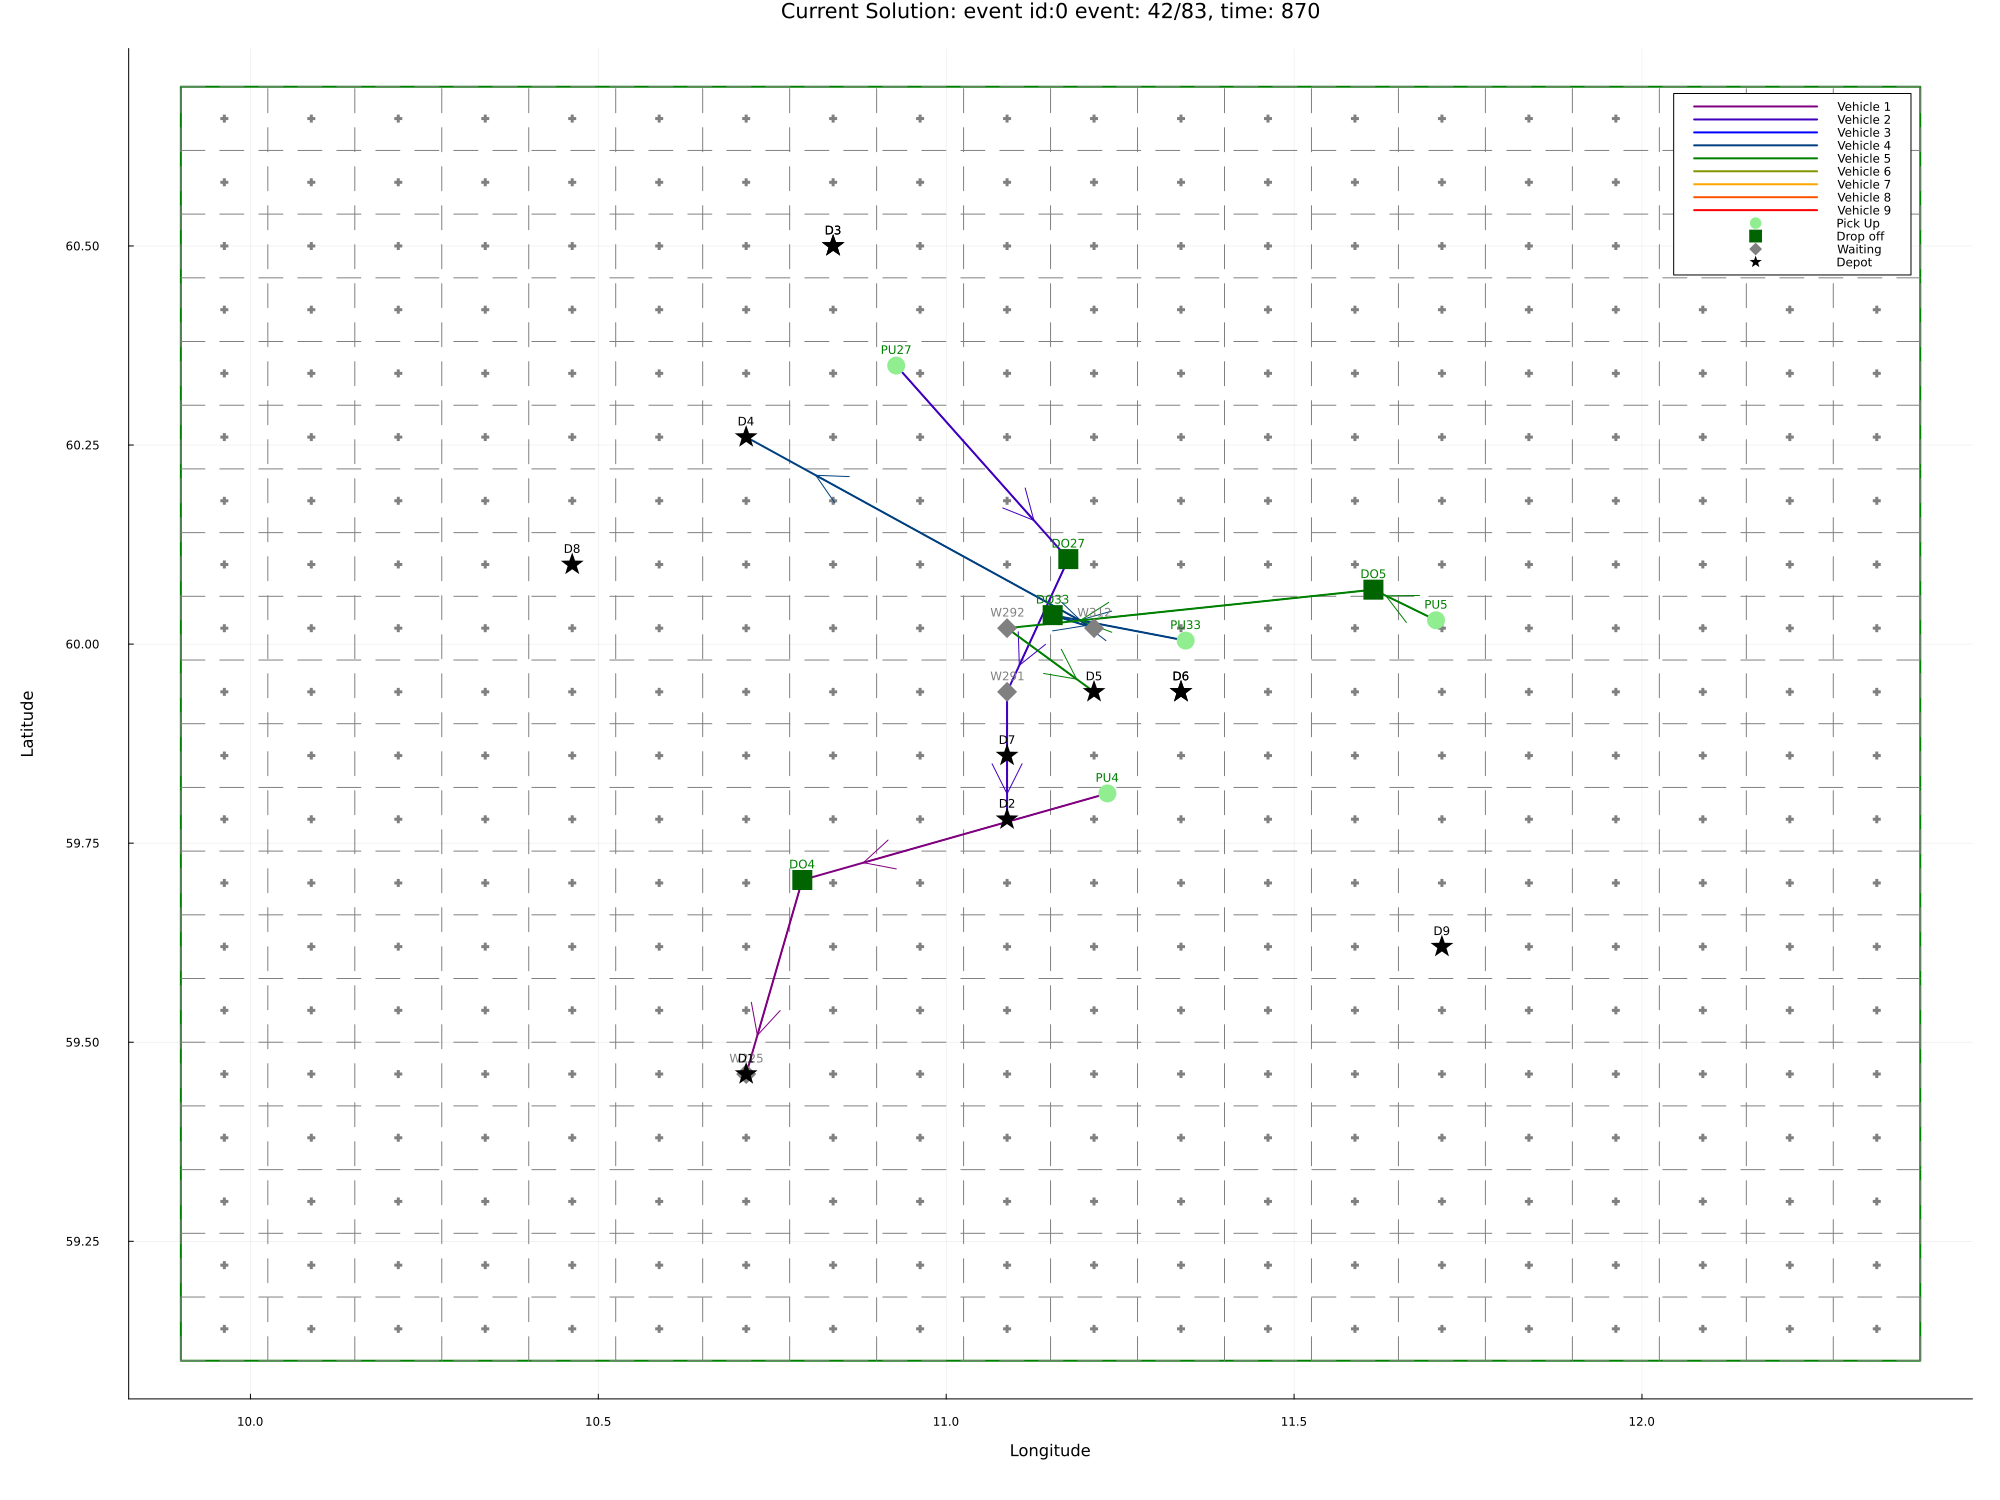 Current Solution: event id:0 event: 42/83, time: 870
Vehicle 1
Vehicle 2
Vehicle 3
Vehicle 4
Vehicle 5
Vehicle 6
Vehicle 7
Vehicle 8
Vehicle 9
Pick Up
Drop off
Waiting
Depot
D3
60.50
PU27
D4
60.25
DO27
D8
DO5
DO33
PU5
W292
W312
PU33
60.00
W291
D5
D6
Latitude
D7
PU4
D2
59.75
DO4
D9
59.50
D1
59.25
10.0
10.5
11.0
11.5
12.0
Longitude